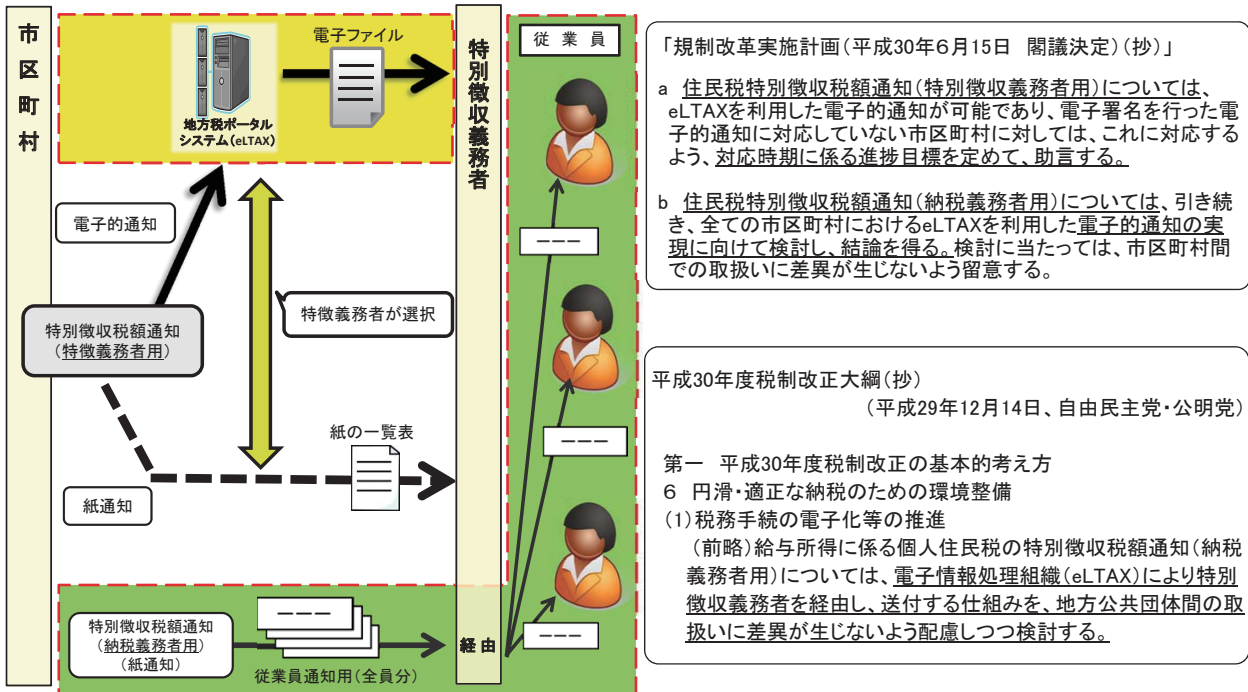 市区町村
電子ファイル
地方税ポータル
システム(eLTAX)
特別徴収義務者
従業員
電子的通知
特徴義務者が選択
特別徴収税額通知
(特徴義務者用)
紙の一覧表
紙通知
---
---
---
---
特別徴収税額通知
(納税義務者用)
(紙通知)
従業員通知用(全員分)
経由
「規制改革実施計画(平成30年6月15日 閣議決定)(抄)」
a 住民税特別徴収税額通知(特別徴収義務者用)については、
eLTAXを利用した電子的通知が可能であり、電子署名を行った電
子的通知に対応していない市区町村に対しては、これに対応する
よう、対応時期に係る進捗目標を定めて、助言する。
b 住民税特別徴収税額通知(納税義務者用)については、引き続
き、全ての市区町村におけるeLTAXを利用した電子的通知の実
現に向けて検討し、結論を得る。検討に当たっては、市区町村間
での取扱いに差異が生じないよう留意する。
平成30年度税制改正大綱(抄)
(平成29年12月14日、自由民主党・公明党)
第一 平成30年度税制改正の基本的考え方
6 円滑・適正な納税のための環境整備
(1)税務手続の電子化等の推進
(前略)給与所得に係る個人住民税の特別徴収税額通知(納税
義務者用)については、電子情報処理組織(eLTAX)により特別
徴収義務者を経由し、送付する仕組みを、地方公共団体間の取
扱いに差異が生じないよう配慮しつつ検討する。